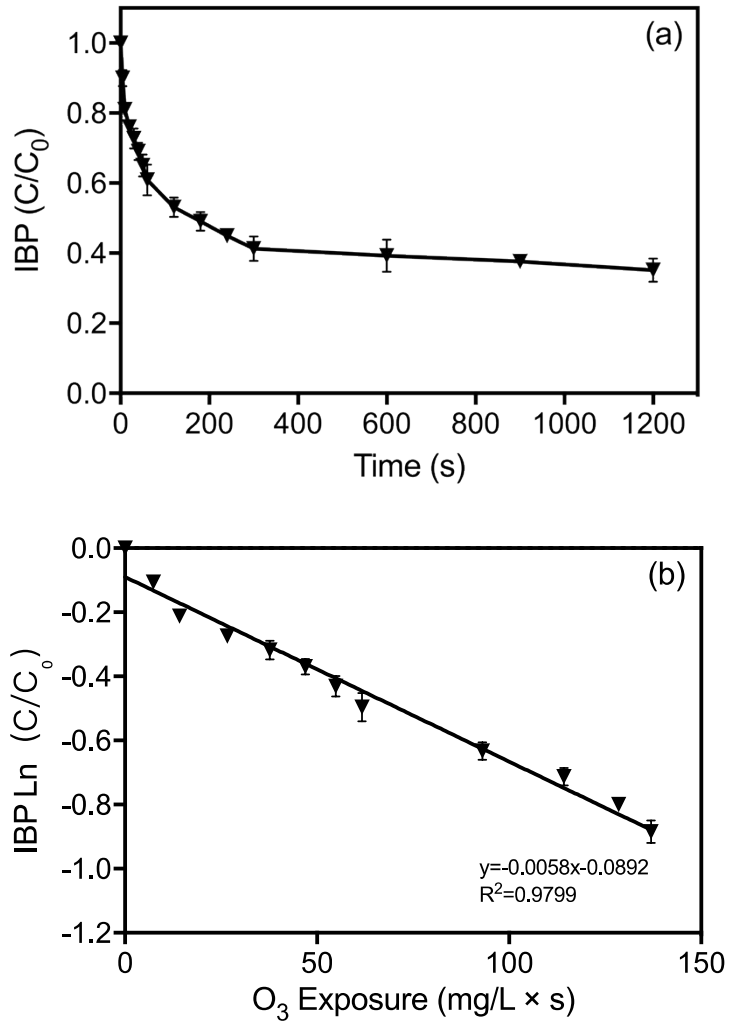 (a)
IBP (C/C0)
1.0
0.8
0.6
0.4
0.2
0.0
0 200 400 600 800 1000 1200
Time (s)
(b)
IBP Ln (C/C0)
0.0
-0.2
-0.4
-0.6
-0.8
-1.0
-1.2
y=-0.0058x-0.0892
R2=0.9799
0 50 100 150
O3 Exposure (mg/L × s)